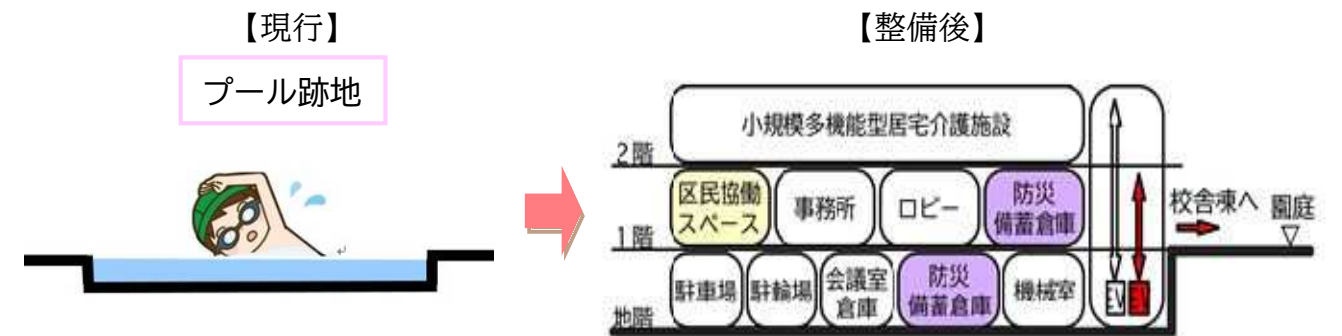 【現行】
プール跡地
【整備後】
小規模多機能型居宅介護施設
2階
区民協働
スペース
事務所
ロビー
防災
備蓄倉庫
校舎棟へ
園庭
1階
駐車場
駐輪場
会議室
倉庫
防災
備蓄倉庫
機械室
EV
EV
地階